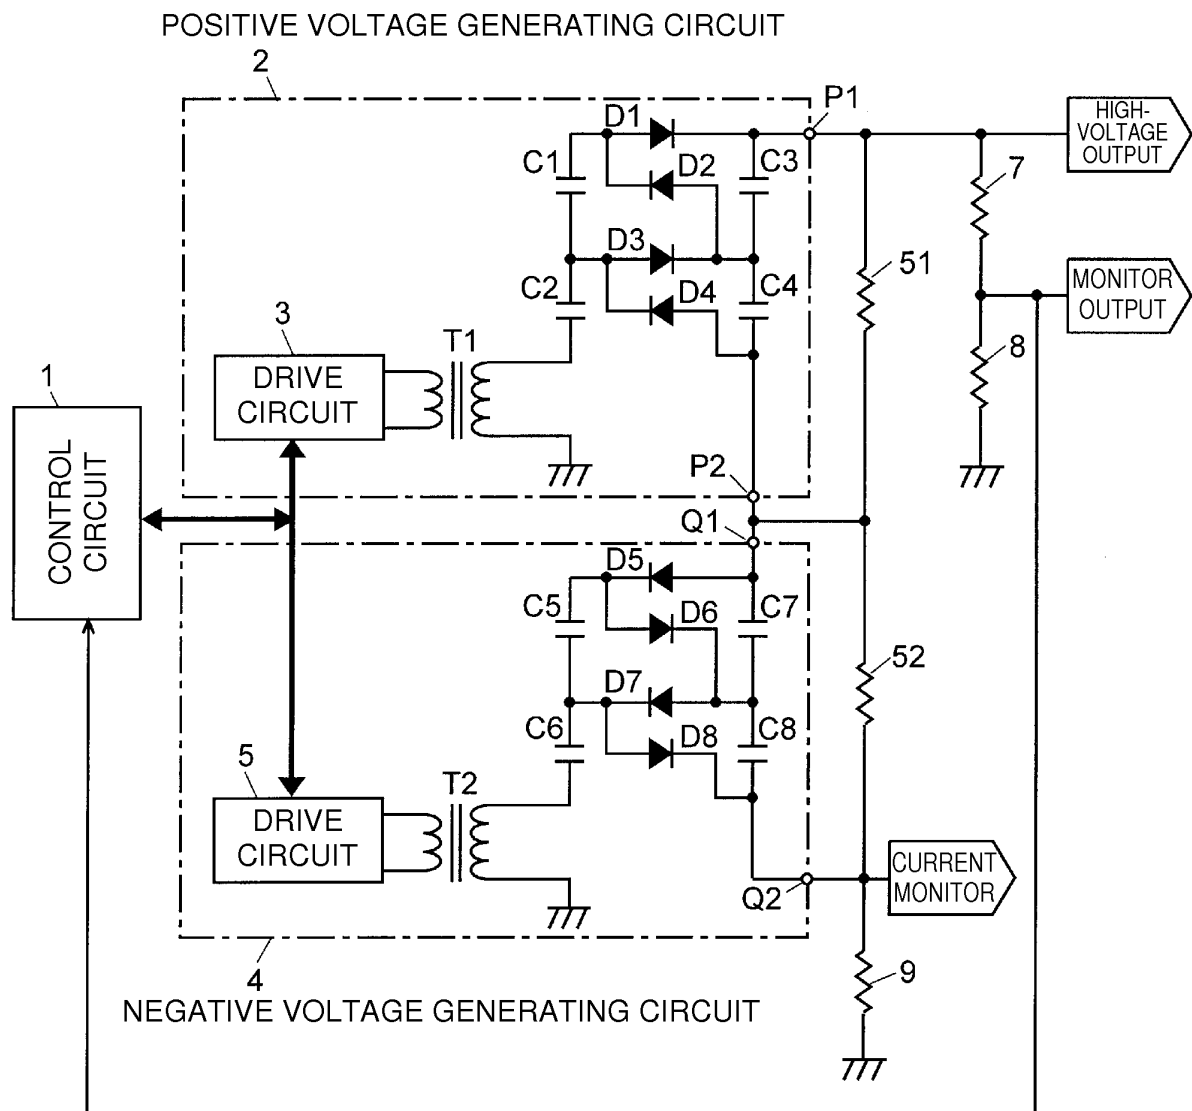 POSITIVE VOLTAGE GENERATING CIRCUIT
2
P1
HIGH-
VOLTAGE
OUTPUT
D1
C1
D2
C3
7
D3
51
C2
D4
C4
MONITOR
OUTPUT
3
T1
8
1
DRIVE
CIRCUIT
CONTROL
CIRCUIT
P2
Q1
D5
C5
D6
C7
52
D7
C6
D8
C8
5
T2
DRIVE
CIRCUIT
CURRENT
MONITOR
Q2
4
9
NEGATIVE VOLTAGE GENERATING CIRCUIT